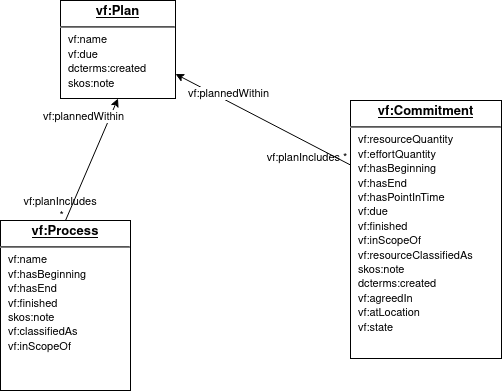 vf:Plan
vf:name
vf:due
dcterms:created
skos:note
vf:plannedWithin
vf:plannedWithin
vf:Commitment
vf:resourceQuantity
vf:effortQuantity
vf:hasBeginning
vf:hasEnd
vf:hasPointInTime
vf:due
vf:finished
vf:inScopeOf
vf:resourceClassifiedAs
skos:note
dcterms:created
vf:agreedIn
vf:atLocation
vf:state
vf:planIncludes *
vf:planIncludes
*
vf:Process
vf:name
vf:hasBeginning
vf:hasEnd
vf:finished
skos:note
vf:classifiedAs
vf:inScopeOf